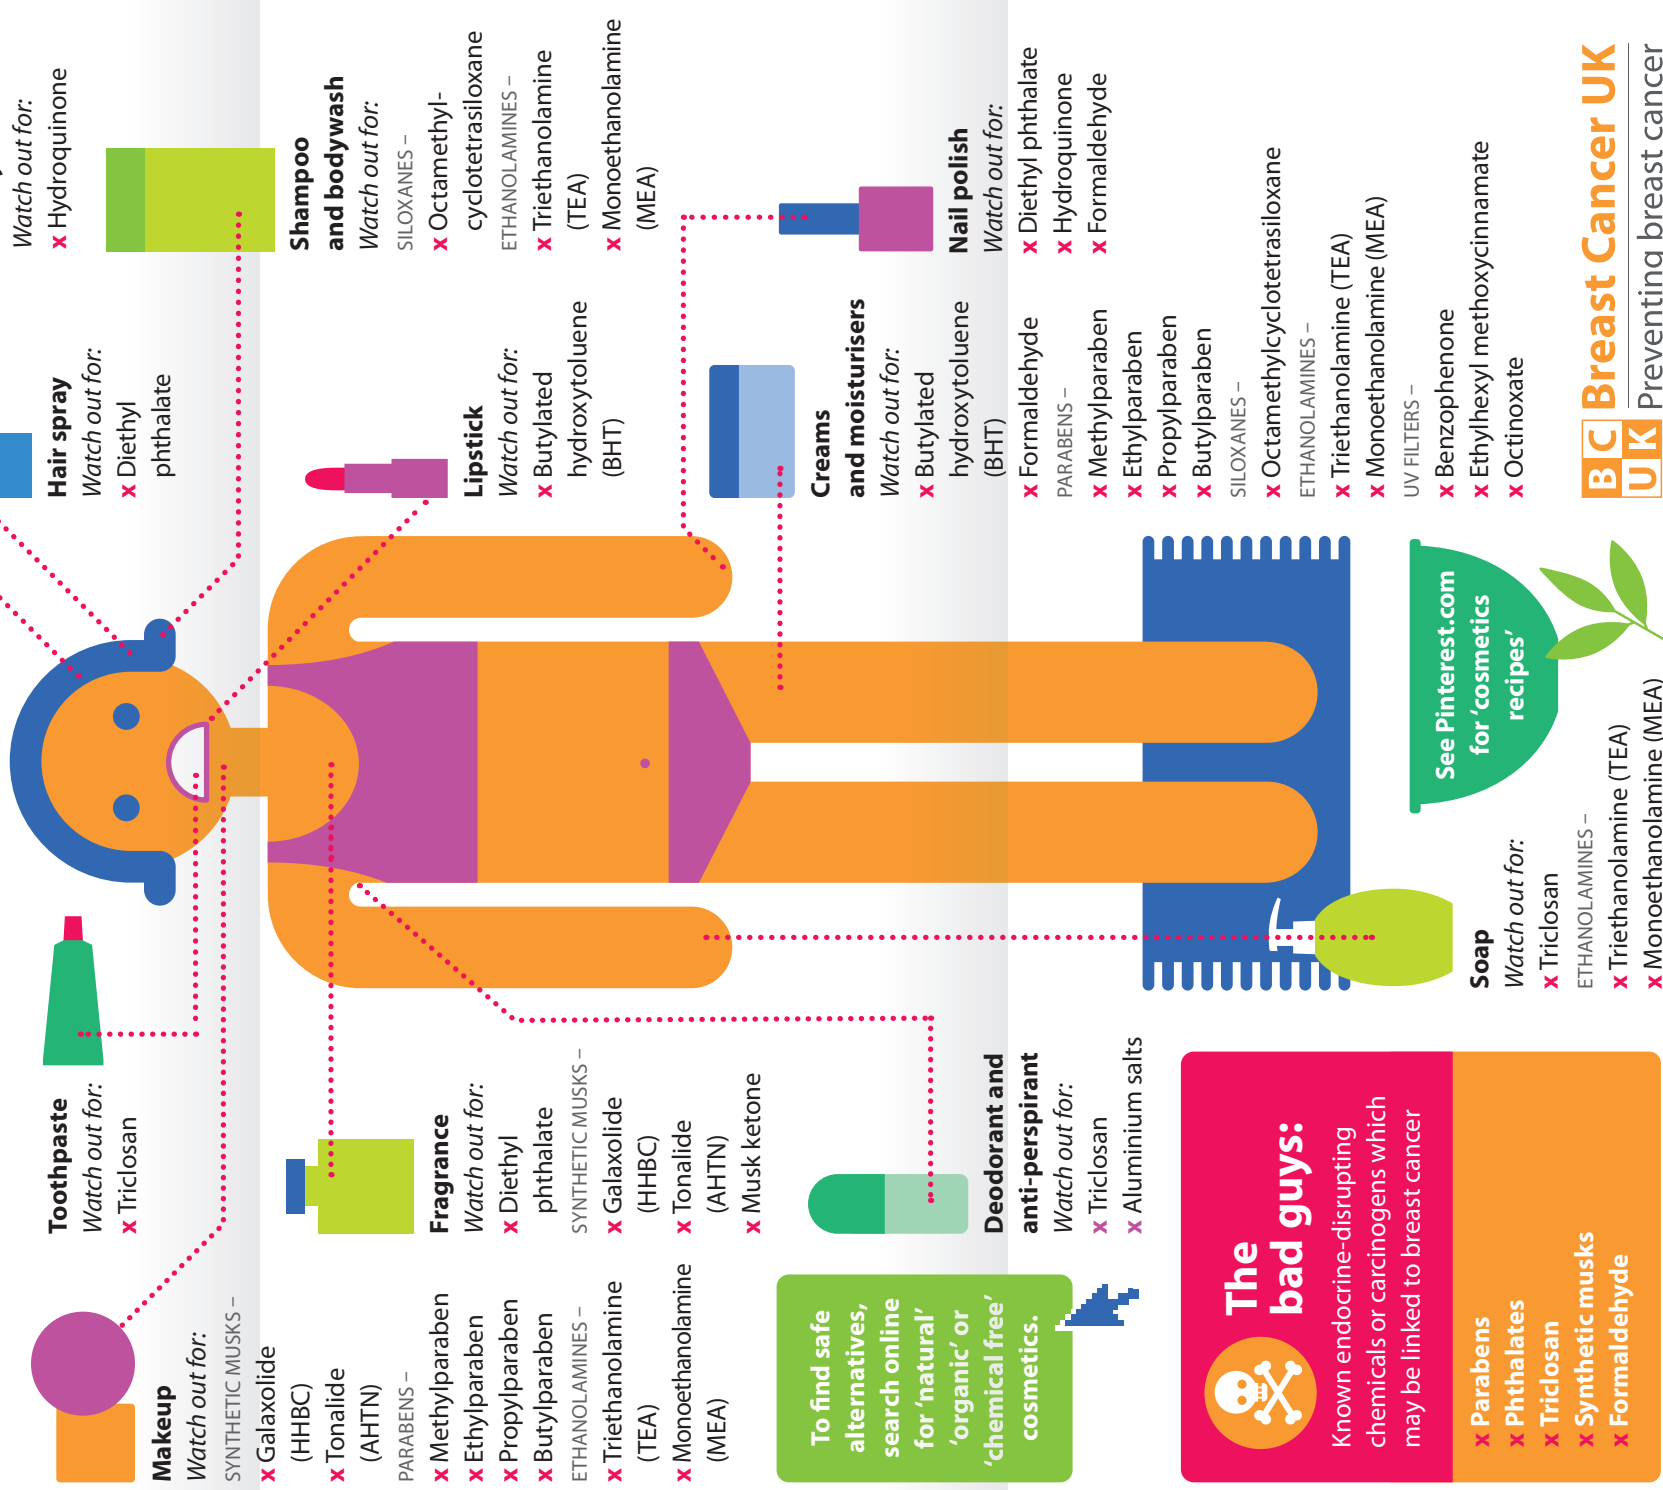 Makeup
Watch out for:
SYNTHETIC MUSKS –
x Galaxolide
(HHBC)
x Tonalide
(AHTN)
PARABENS –
x Methylparaben
x Ethylparaben
x Propylparaben
x Butylparaben
ETHANOLAMINES –
x Triethanolamine
(TEA)
x Monoethanolamine
(MEA)
To find safe
alternatives,
search online
for ‘natural’
‘organic’ or
‘chemical free’
cosmetics.
Toothpaste
Watch out for:
x Triclosan
Fragrance
Watch out for:
x Diethyl
phthalate
SYNTHETIC MUSKS –
x Galaxolide
(HHBC)
x Tonalide
(AHTN)
x Musk ketone
Deodorant and
anti-perspirant
Watch out for:
x Triclosan
x Aluminium salts
The
bad guys:
Known endocrine-disrupting
chemicals or carcinogens which
may be linked to breast cancer
x Parabens
x Phthalates
x Triclosan
x Synthetic musks
x Formaldehyde
Soap
Watch out for:
x Triclosan
ETHANOLAMINES –
x Triethanolamine (TEA)
x Monoethanolamine (MEA)
See Pinterest.com
for ‘cosmetics
recipes’
Hair spray
Watch out for:
x Diethyl
phthalate
Lipstick
Watch out for:
x Butylated
hydroxytoluene
(BHT)
Creams
and moisturisers
Watch out for:
x Butylated
hydroxytoluene
(BHT)
x Formaldehyde
PARABENS –
x Methylparaben
x Ethylparaben
x Propylparaben
x Butylparaben
SILOXANES –
x Octamethylcyclotetrasiloxane
ETHANOLAMINES –
x Triethanolamine (TEA)
x Monoethanolamine (MEA)
UV FILTERS –
x Benzophenone
x Ethylhexyl methoxycinnamate
x Octinoxate
Watch out for:
x Hydroquinone
Shampoo
and bodywash
Watch out for:
SILOXANES –
x Octamethyl-
cyclotetrasiloxane
ETHANOLAMINES –
x Triethanolamine
(TEA)
x Monoethanolamine
(MEA)
Nail polish
Watch out for:
x Diethyl phthalate
x Hydroquinone
x Formaldehyde
BC
UK
Breast Cancer UK
Preventing breast cancer